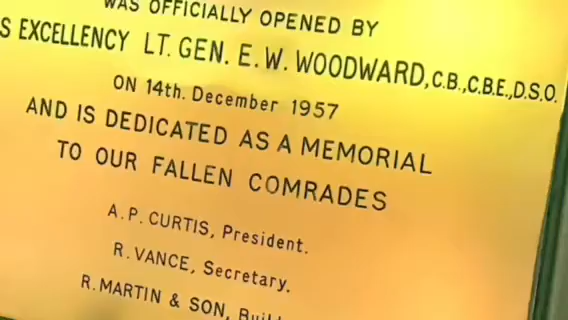 WAS OFFICIALLY OPENED BY
S EXCELLENCY LT. GEN. E. W. WOODWARD, C.B., C.B.E., D.S.O.
ON 14th. December 1957
AND IS DEDICATED AS A MEMORIAL
TO OUR FALLEN COMRADES
A. P. CURTIS, President.
R. VANCE, Secretary.
R. MARTIN & SON,